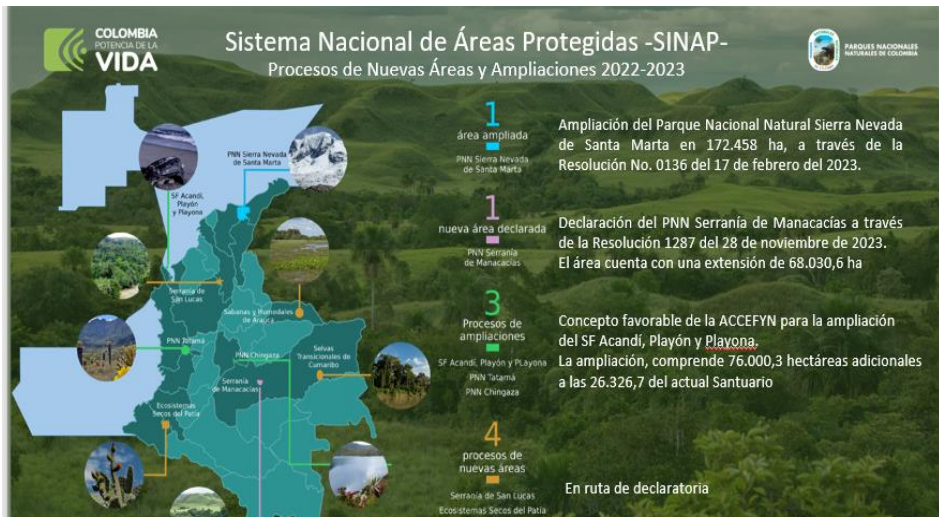 COLOMBIA
POTENCIA DE LA
VIDA
Sistema Nacional de Áreas Protegidas -SINAP-
Procesos de Nuevas Áreas y Ampliaciones 2022-2023
PARQUES NACIONALES
NATURALES DE COLOMBIA
PNN Sierra Nevada
de Santa Marta
SF Acandí,
Playón
y Playona
Serranía de
San Lucas
Sabanas y Humedales
de Arauca
PNN Tatamá
PNN Chingaza
Selvas
Transicionales de
Cumaribo
Serranía
de Manacacías
Ecosistemas
Secos del Patía
1
área ampliada
PNN Sierra Nevada
de Santa Marta
Ampliación del Parque Nacional Natural Sierra Nevada
de Santa Marta en 172.458 ha, a través de la
Resolución No. 0136 del 17 de febrero del 2023.
1
nueva área declarada
PNN Serranía
de Manacacías
Declaración del PNN Serranía de Manacacías a través
de la Resolución 1287 del 28 de noviembre de 2023.
El área cuenta con una extensión de 68.030,6 ha
3
Procesos de
ampliaciones
SF Acandí, Playón y PLayona
PNN Tatamá
PNN Chingaza
Concepto favorable de la ACCEFYN para la ampliación
del SF Acandí, Playón y PLayona.
La ampliación, comprende 76.000,3 hectáreas adicionales
a las 26.326,7 del actual Santuario
4
procesos de
nuevas áreas
Serranía de San Lucas
Ecosistemas Secos del Patía
En ruta de declaratoria